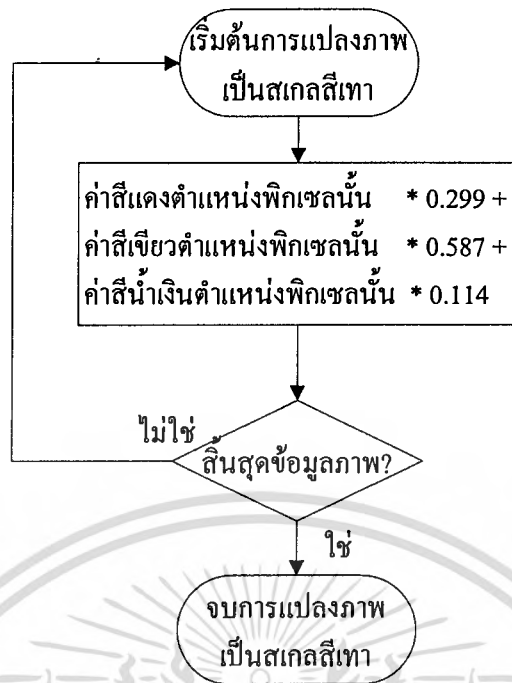 เริ่มต้นการแปลงภาพ
เป็นสเกลสีเทา
ค่าสีแดงตำแหน่งพิกเซลนั้น * 0.299 +
ค่าสีเขียวตำแหน่งพิกเซลนั้น * 0.587 +
ค่าสีน้ำเงินตำแหน่งพิกเซลนั้น * 0.114
ไม่ใช่
สิ้นสุดข้อมูลภาพ?
ใช่
จบการแปลงภาพ
เป็นสเกลสีเทา